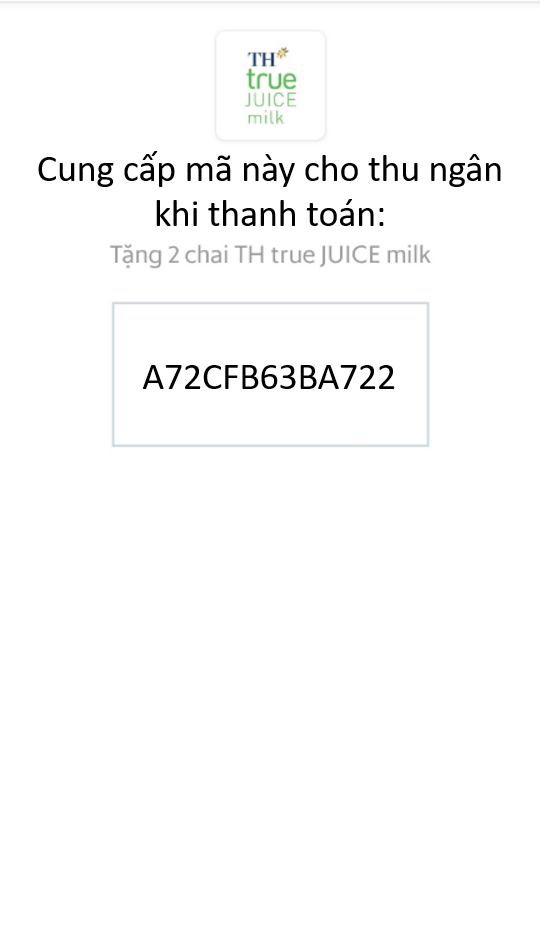 TH
true
JUICE
milk
Cung cấp mã này cho thu ngân
khi thanh toán:
Tặng 2 chai TH true JUICE milk
A72CFB63BA722